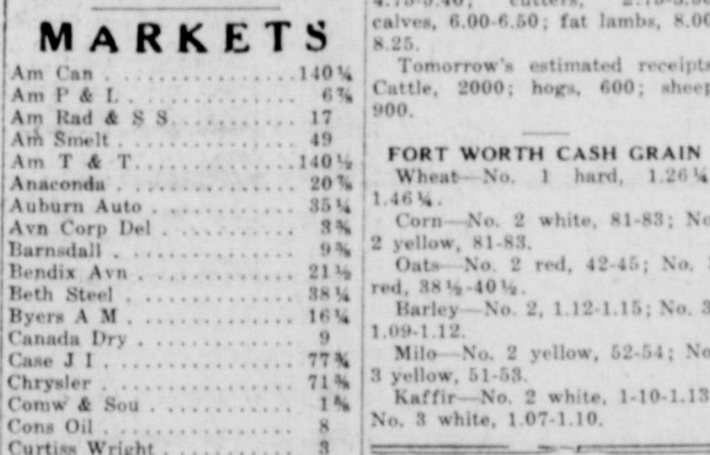 MARKETS
Am Can 140¼
Am P & L 6⅞
Am Rad & S S 17
Am Smelt 49
Am T & T 140½
Anaconda 20⅞
Auburn Auto 35¼
Avn Corp Del 3⅜
Barnsdall 9⅜
Bendix Avn 21½
Beth Steel 38¼
Byers A M 16¼
Canada Dry 9
Case J I 77¾
Chrysler 71⅜
Comw & Sou 1⅝
Cons Oil 8
Curtiss Wright 3
calves, 6.00-6.50; fat lambs, 8.00
8.25.
Tomorrow's estimated receipts
Cattle, 2000; hogs, 600; sheep
900.
FORT WORTH CASH GRAIN
Wheat—No. 1 hard, 1.26¼
1.46¼.
Corn—No. 2 white, 81-83; No
2 yellow, 81-83.
Oats—No. 2 red, 42-45; No.
red, 38½-40½.
Barley—No. 2, 1.12-1.15; No. 3
1.09-1.12.
Milo—No. 2 yellow, 52-54; No
3 yellow, 51-53.
Kaffir—No. 2 white, 1-10-1.13
No. 3 white, 1.07-1.10.